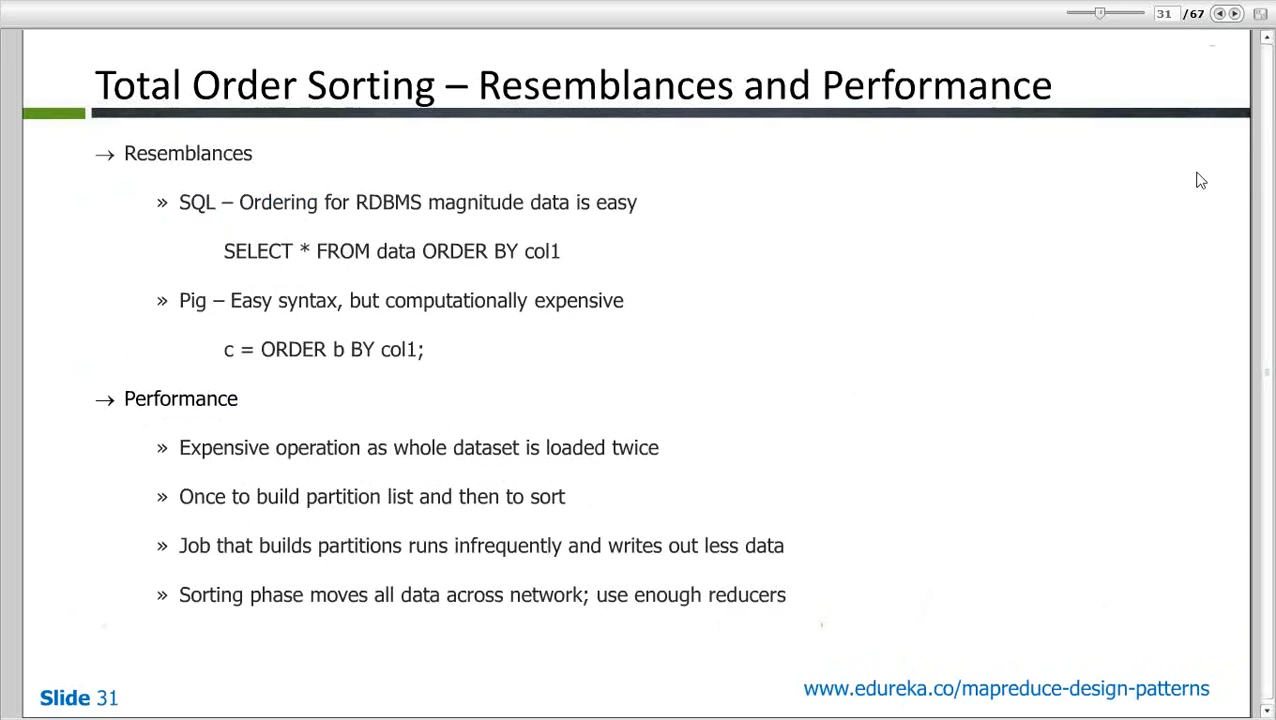 31 /67
Total Order Sorting – Resemblances and Performance
→ Resemblances
» SQL – Ordering for RDBMS magnitude data is easy
SELECT * FROM data ORDER BY col1
» Pig – Easy syntax, but computationally expensive
c = ORDER b BY col1;
→ Performance
» Expensive operation as whole dataset is loaded twice
» Once to build partition list and then to sort
» Job that builds partitions runs infrequently and writes out less data
» Sorting phase moves all data across network; use enough reducers
Slide 31
www.edureka.co/mapreduce-design-patterns